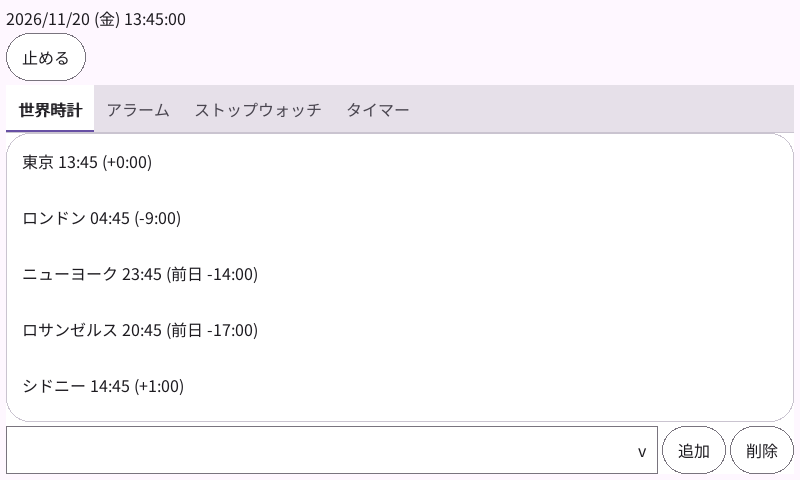 2026/11/20 (金) 13:45:00
止める
世界時計 アラーム ストップウォッチ タイマー
東京 13:45 (+0:00)
ロンドン 04:45 (-9:00)
ニューヨーク 23:45 (前日 -14:00)
ロサンゼルス 20:45 (前日 -17:00)
シドニー 14:45 (+1:00)
v 追加 削除